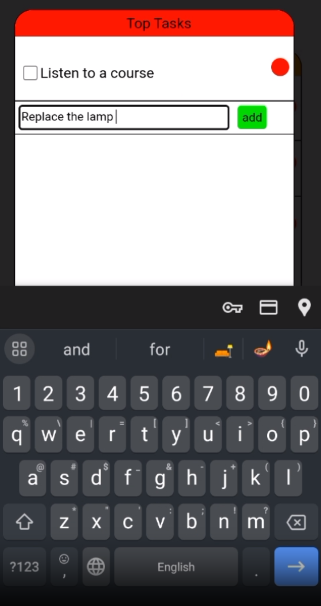 Top Tasks
Listen to a course
Replace the lamp
add
and for
1 2 3 4 5 6 7 8 9 0
q w e r t y u i o p
a s d f g h j k l
z x c v b n m
?123 , English .